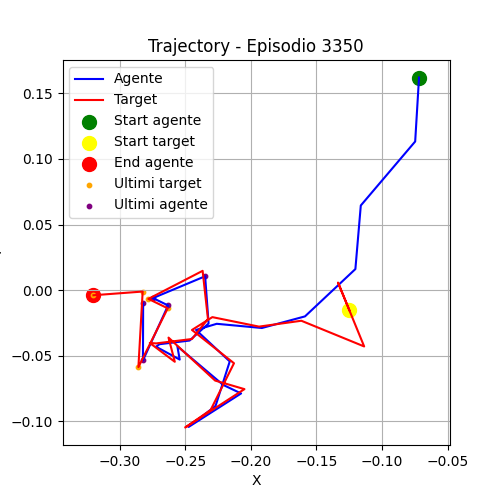 Trajectory - Episodio 3350
Agente
Target
Start agente
Start target
End agente
Ultimi target
Ultimi agente
0.15
0.10
0.05
0.00
−0.05
−0.10
−0.30
−0.25
−0.20
−0.15
−0.10
−0.05
X